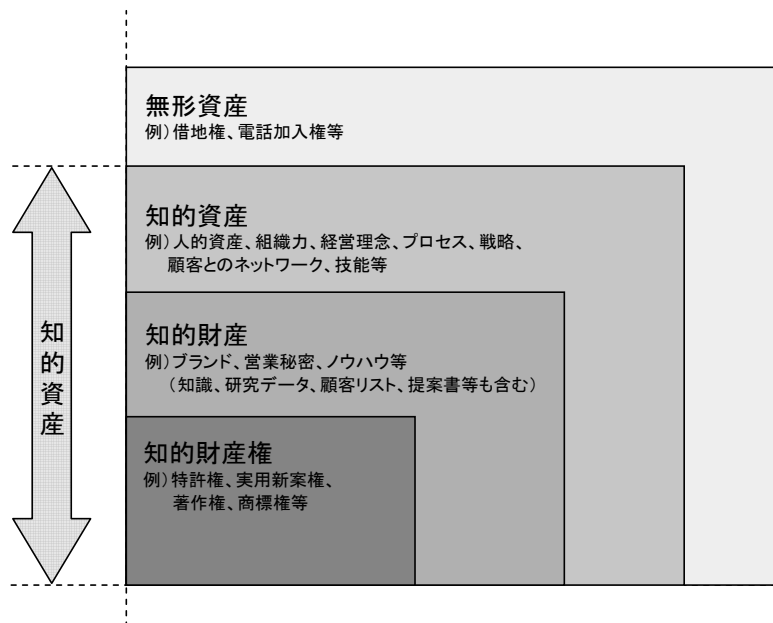 無形資産
例）借地権、電話加入権等
知的資産
例）人的資産、組織力、経営理念、プロセス、戦略、
顧客とのネットワーク、技能等
知的財産
例）ブランド、営業秘密、ノウハウ等
（知識、研究データ、顧客リスト、提案書等も含む）
知的財産権
例）特許権、実用新案権、
著作権、商標権等
知的資産